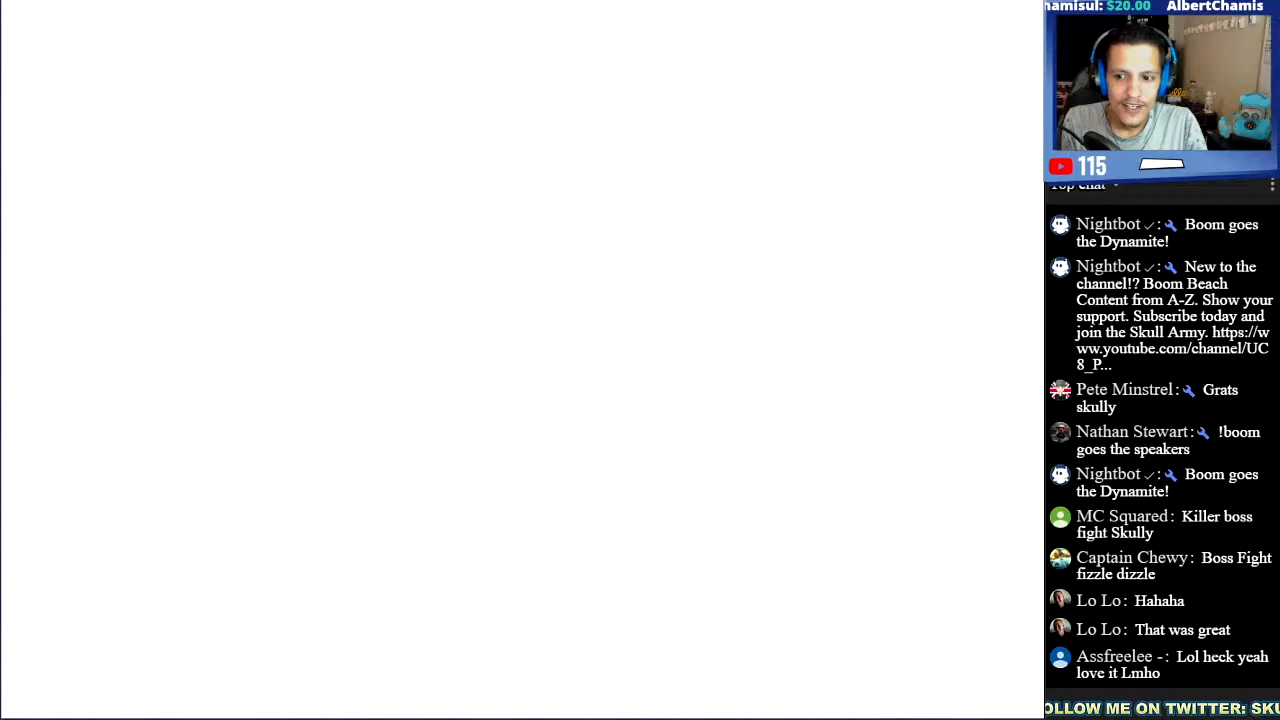 hamisul: $20.00 AlbertChamis
115
Top chat
Nightbot: Boom goes
the Dynamite!
Nightbot: New to the
channel!? Boom Beach
Content from A-Z. Show your
support. Subscribe today and
join the Skull Army. https://w
ww.youtube.com/channel/UC
8_P...
Pete Minstrel: Grats
skully
Nathan Stewart: !boom
goes the speakers
Nightbot: Boom goes
the Dynamite!
MC Squared: Killer boss
fight Skully
Captain Chewy: Boss Fight
fizzle dizzle
Lo Lo: Hahaha
Lo Lo: That was great
Assfreelee -: Lol heck yeah
love it Lmho
OLLOW ME ON TWITTER: SKU